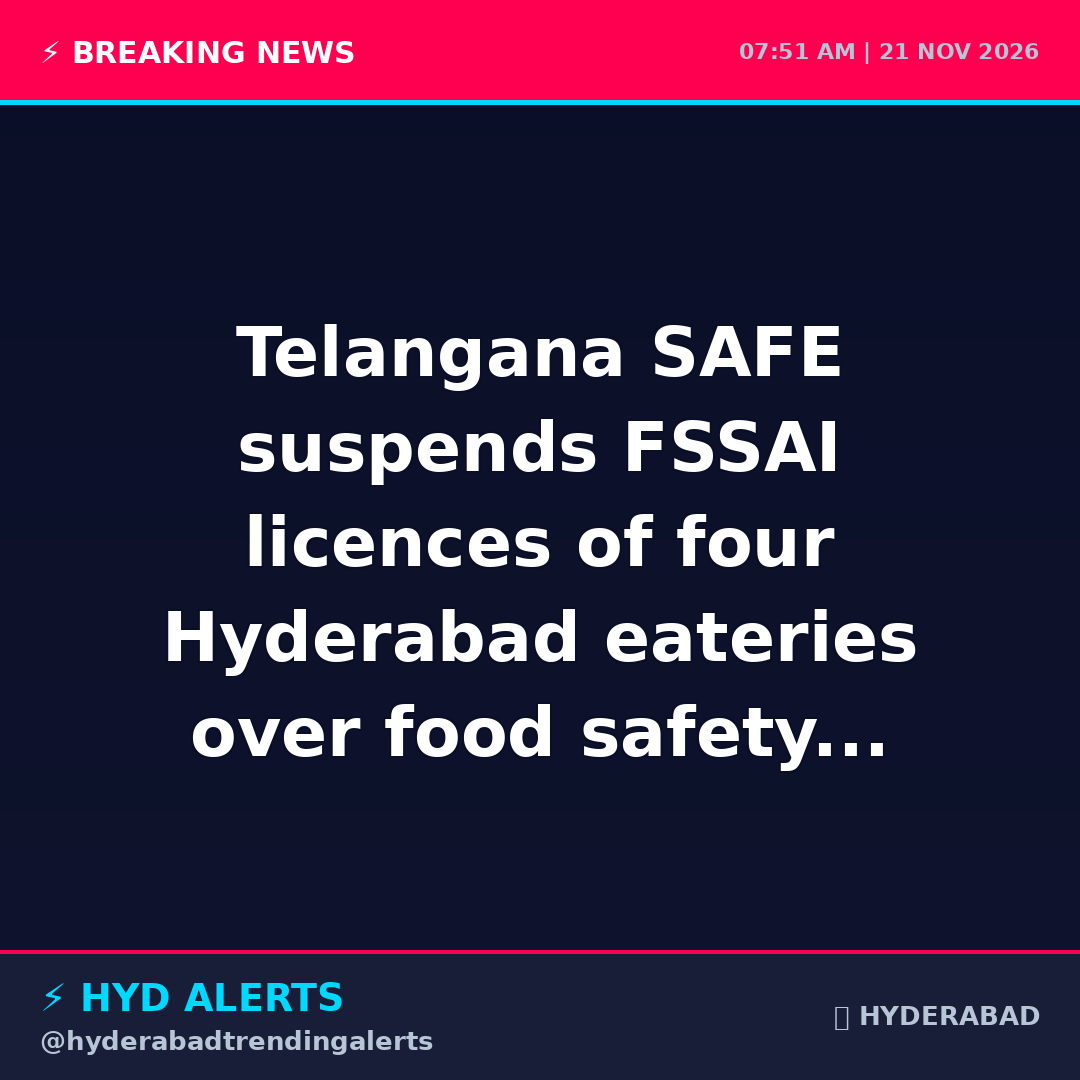 ⚡ BREAKING NEWS
07:51 AM | 21 NOV 2026
Telangana SAFE
suspends FSSAI
licences of four
Hyderabad eateries
over food safety...
⚡ HYD ALERTS
@hyderabadtrendingalerts
HYDERABAD